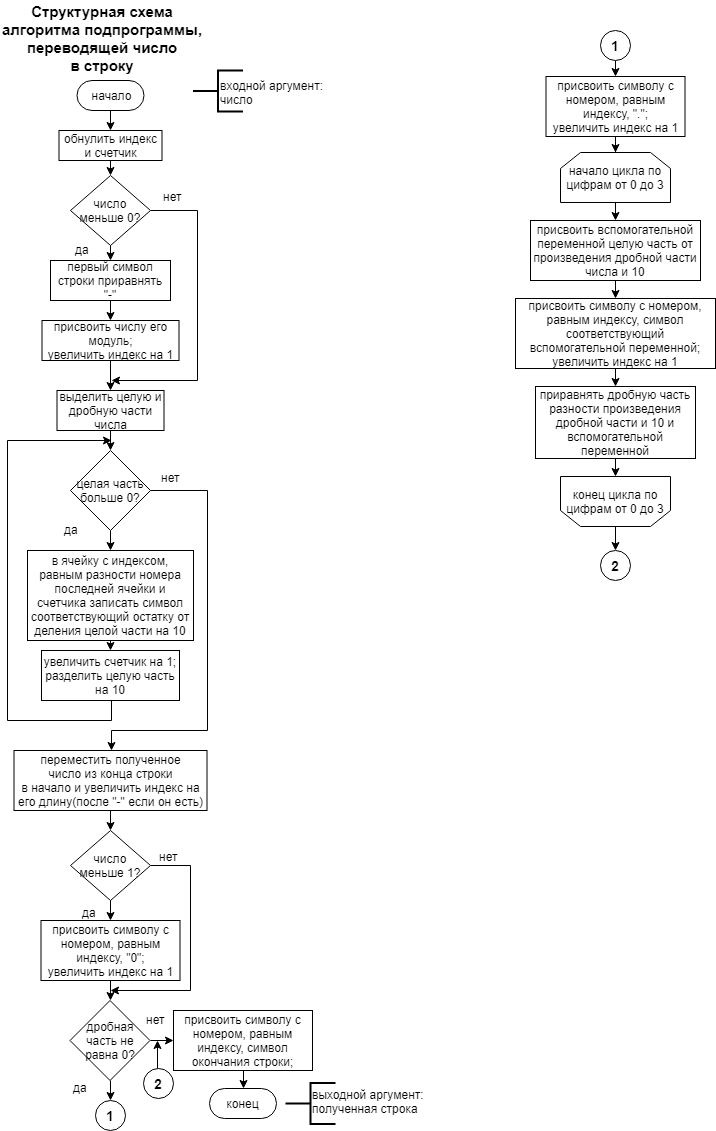 Структурная схема
алгоритма подпрограммы,
переводящей число
в строку
начало
входной аргумент:
число
обнулить индекс
и счетчик
число
меньше 0?
нет
да
первый символ
строки приравнять
"-"
присвоить числу его
модуль;
увеличить индекс на 1
выделить целую и
дробную части
числа
целая часть
больше 0?
нет
да
в ячейку с индексом,
равным разности номера
последней ячейки и
счетчика записать символ
соответствующий остатку от
деления целой части на 10
увеличить счетчик на 1;
разделить целую часть
на 10
переместить полученное
число из конца строки
в начало и увеличить индекс на
его длину(после "-" если он есть)
число
меньше 1?
нет
да
присвоить символу с
номером, равным
индексу, "0";
увеличить индекс на 1
дробная
часть не
равна 0?
нет
да
1
2
присвоить символу с
номером, равным
индексу, символ
окончания строки;
конец
выходной аргумент:
полученная строка
1
присвоить символу с
номером, равным
индексу, ".";
увеличить индекс на 1
начало цикла по
цифрам от 0 до 3
присвоить вспомогательной
переменной целую часть от
произведения дробной части
числа и 10
присвоить символу с номером,
равным индексу, символ
соответствующий
вспомогательной переменной;
увеличить индекс на 1
приравнять дробную часть
разности произведения
дробной части и 10 и
вспомогательной
переменной
конец цикла по
цифрам от 0 до 3
2